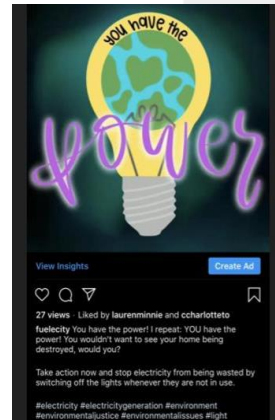 you have the
power
View Insights
Create Ad
27 views · Liked by laurenminnie and ccharlotteto
fuelecity You have the power! I repeat: YOU have the
power! You wouldn't want to see your home being
destroyed, would you?
Take action now and stop electricity from being wasted by
switching off the lights whenever they are not in use.
#electricity #electricitygeneration #environment
#environmentaljustice #environmentalissues #light